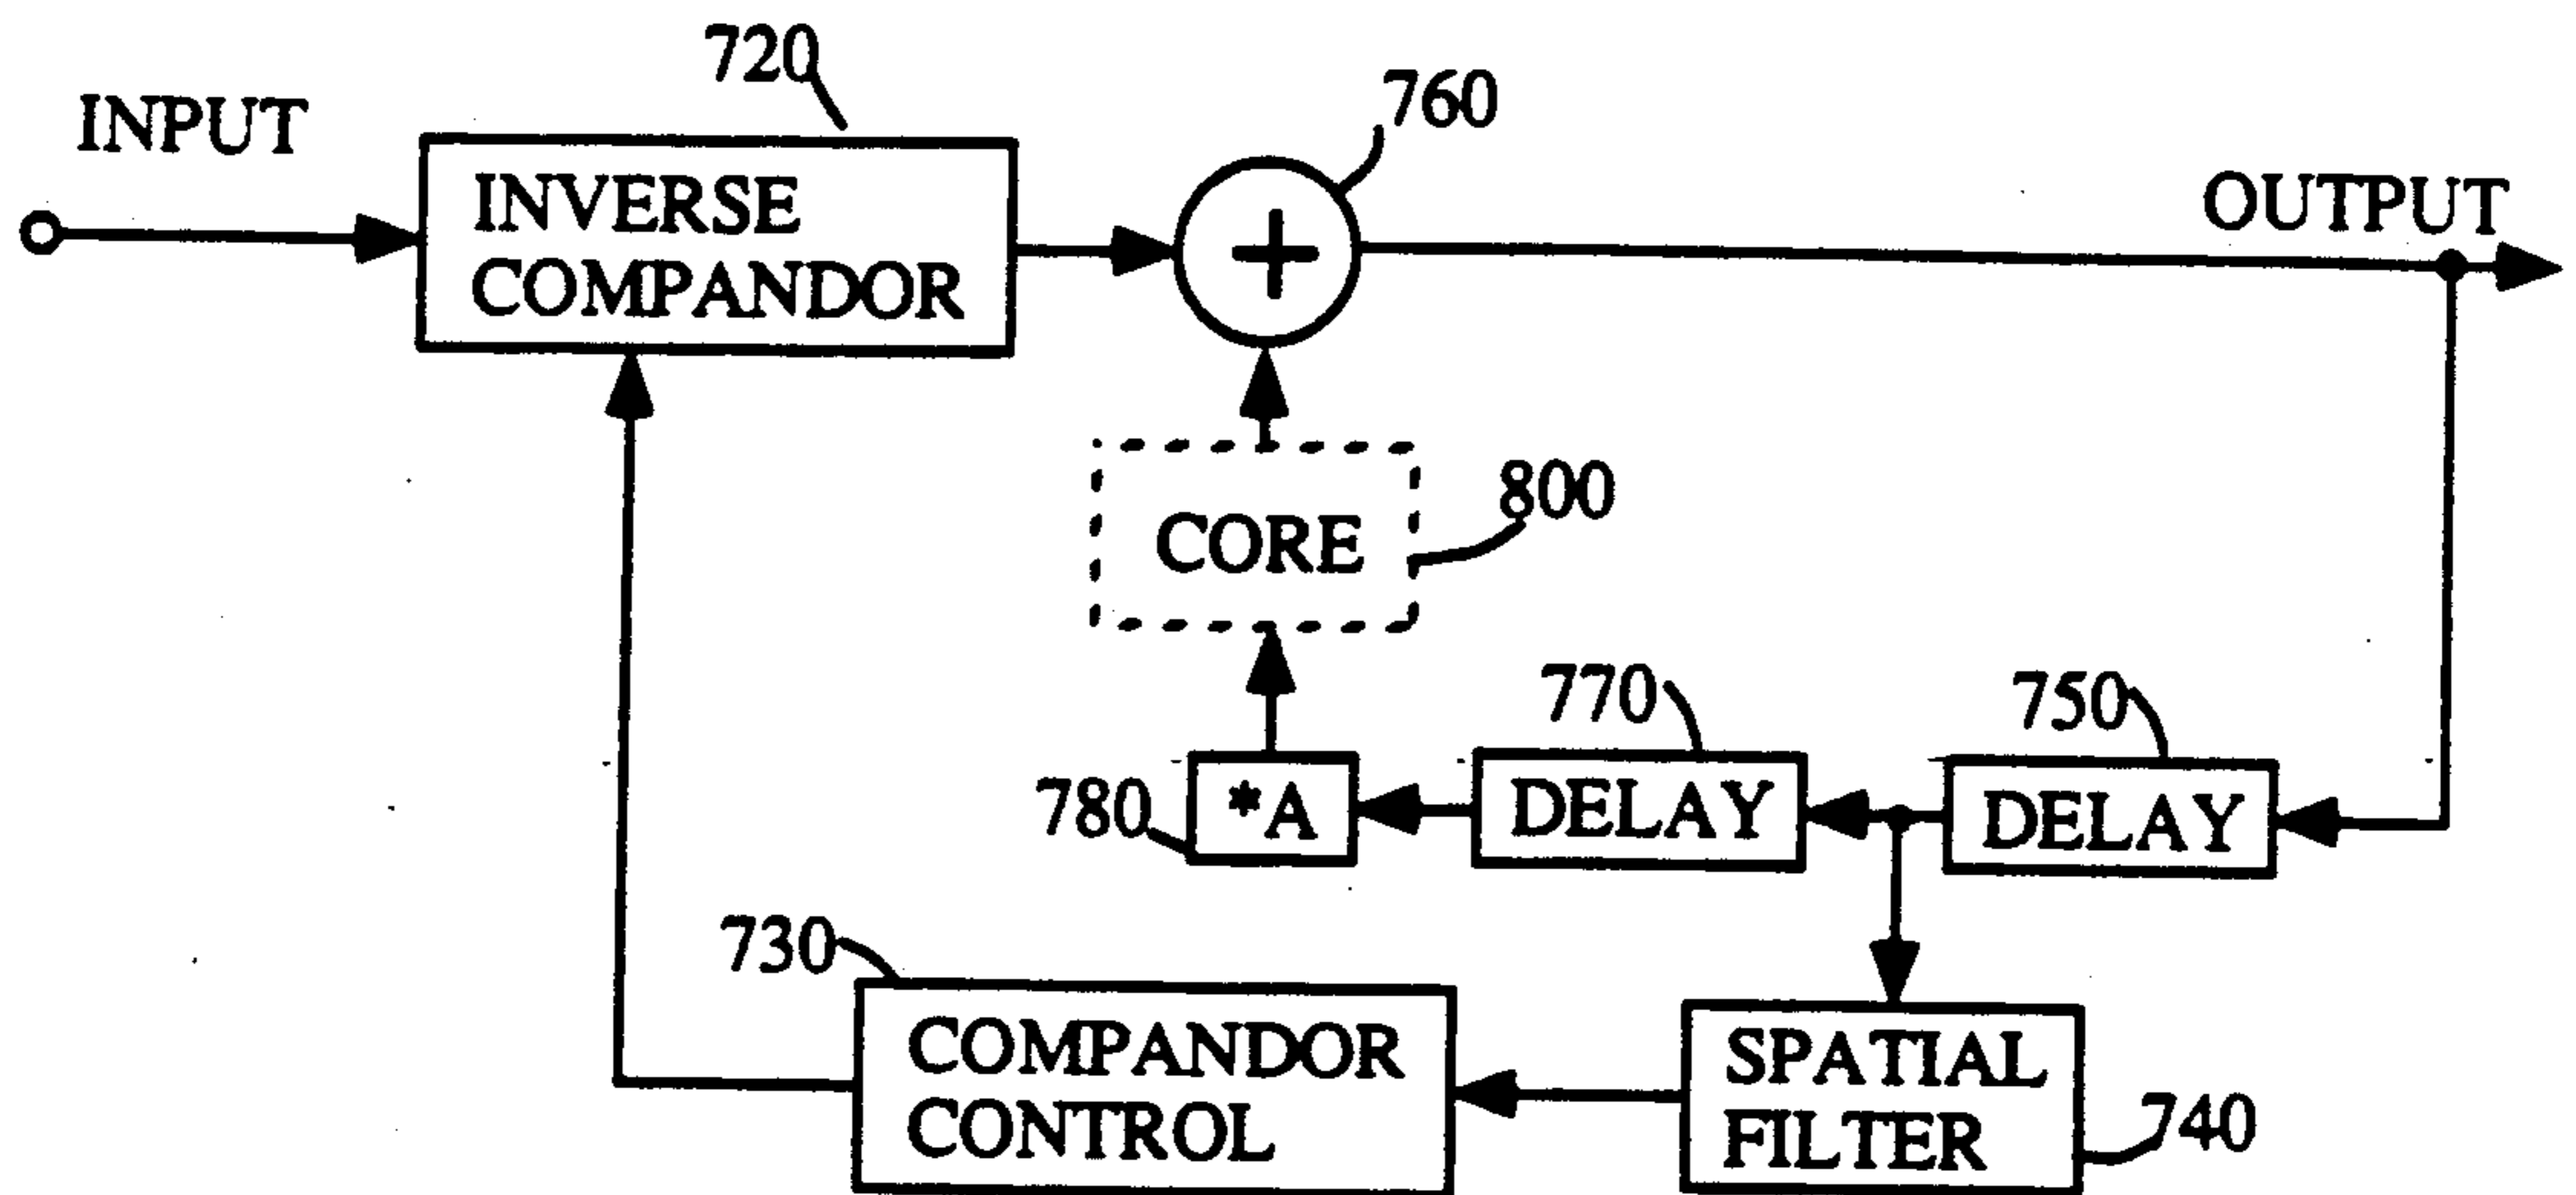 720
760
INPUT
INVERSE
COMPANDOR
+
OUTPUT
CORE
800
770
750
780
*A
DELAY
DELAY
730
COMPANDOR
CONTROL
SPATIAL
FILTER
740